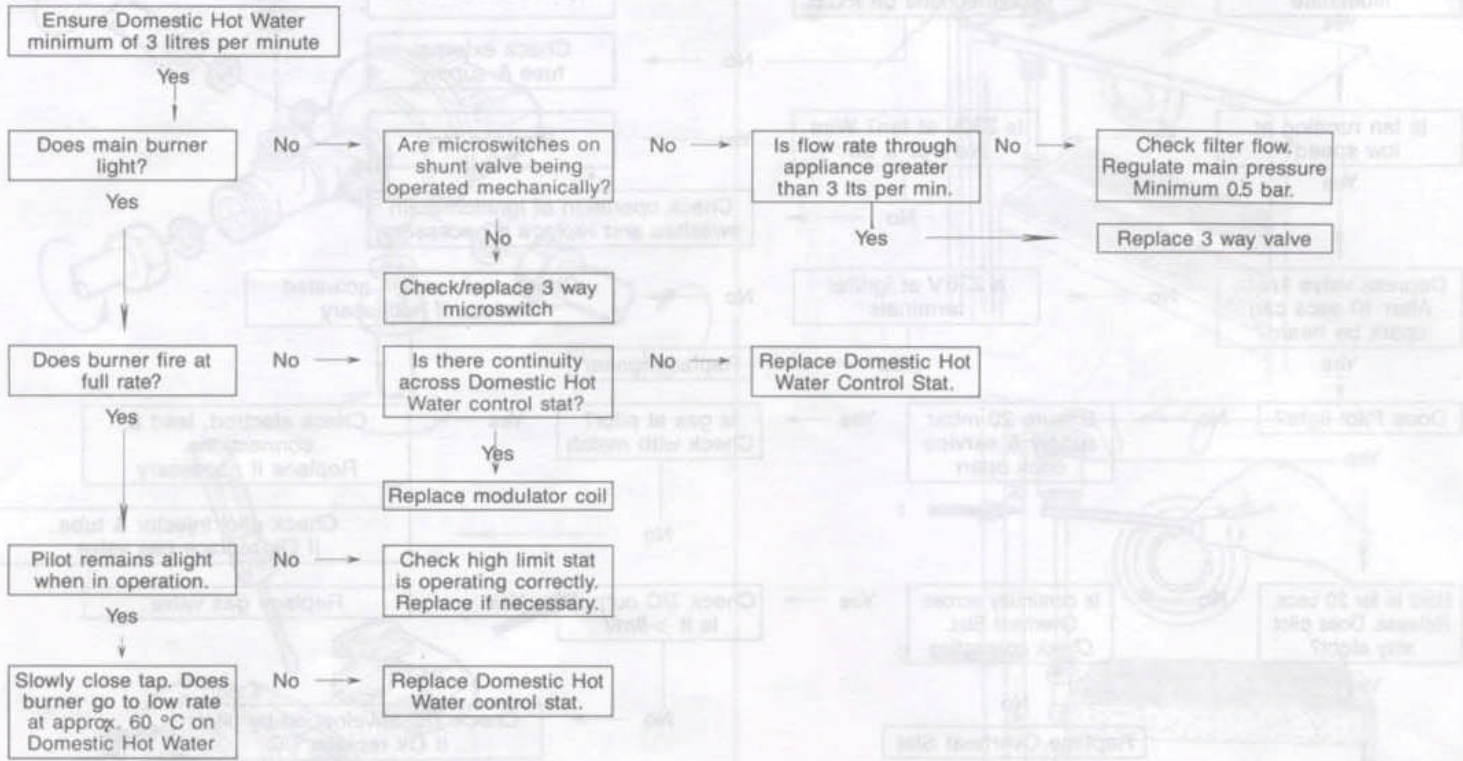 Ensure Domestic Hot Water
minimum of 3 litres per minute
Yes
Does main burner
light?
No
Are microswitches on
shunt valve being
operated mechanically?
No
Is flow rate through
appliance greater
than 3 lts per min.
No
Check filter flow.
Regulate main pressure
Minimum 0.5 bar.
Yes
No
Yes
Replace 3 way valve
Check/replace 3 way
microswitch
Does burner fire at
full rate?
No
Is there continuity
across Domestic Hot
Water control stat?
No
Replace Domestic Hot
Water Control Stat.
Yes
Yes
Replace modulator coil
Pilot remains alight
when in operation.
No
Check high limit stat
is operating correctly.
Replace if necessary.
Yes
Slowly close tap. Does
burner go to low rate
at approx. 60 °C on
Domestic Hot Water
No
Replace Domestic Hot
Water control stat.